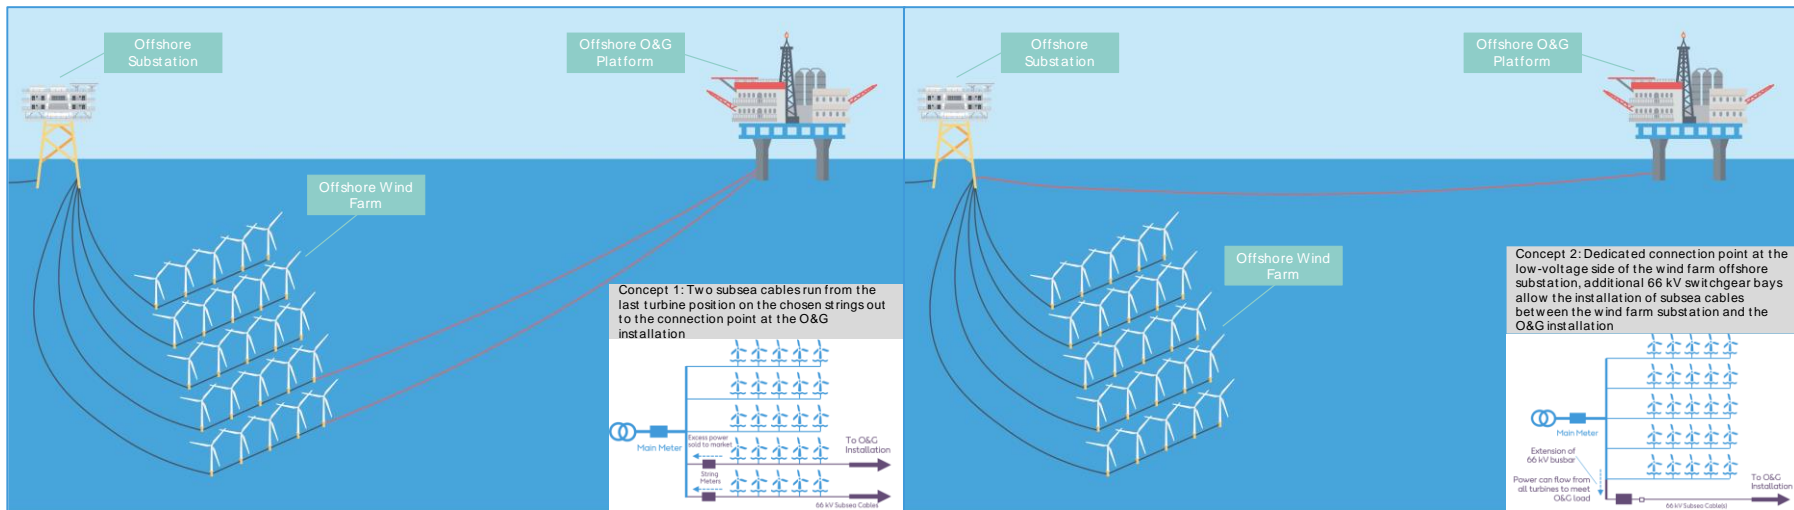 Offshore
Substation
Offshore O&G
Platform
Offshore Wind
Farm
Concept 1: Two subsea cables run from the
last turbine position on the chosen strings out
to the connection point at the O&G
installation
Excess power
sold to market
Main Meter
String
Meters
To O&G
Installation
66 kV Subsea Cables
Offshore
Substation
Offshore O&G
Platform
Offshore Wind
Farm
Concept 2: Dedicated connection point at the
low-voltage side of the wind farm offshore
substation, additional 66 kV switchgear bays
allow the installation of subsea cables
between the wind farm substation and the
O&G installation
Main Meter
Extension of
66 kV busbar
Power can flow from
all turbines to meet
O&G load
To O&G
Installation
66 kV Subsea Cable(s)